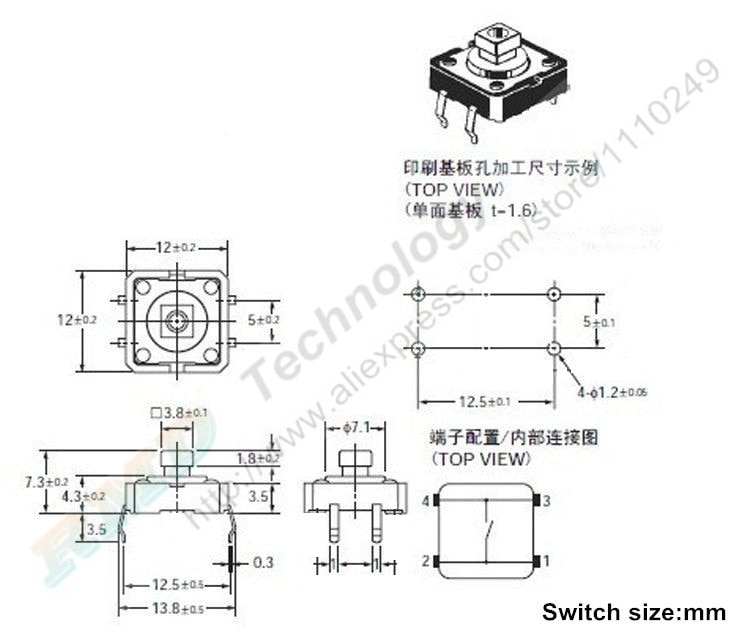 印刷基板孔加工尺寸示例
(TOP VIEW)
(单面基板 t=1.6)
12±0.2
12±0.2
5±0.2
5±0.1
4-φ1.2±0.05
12.5±0.1
□3.8±0.1
φ7.1
端子配置/内部连接图
(TOP VIEW)
1.8±0.2
7.3±0.2
4.3±0.2
3.5
3.5
0.3
12.5±0.5
13.8±0.5
1
1
4
3
2
1
Switch size:mm
Technology
http://www.aliexpress.com/store/1110249